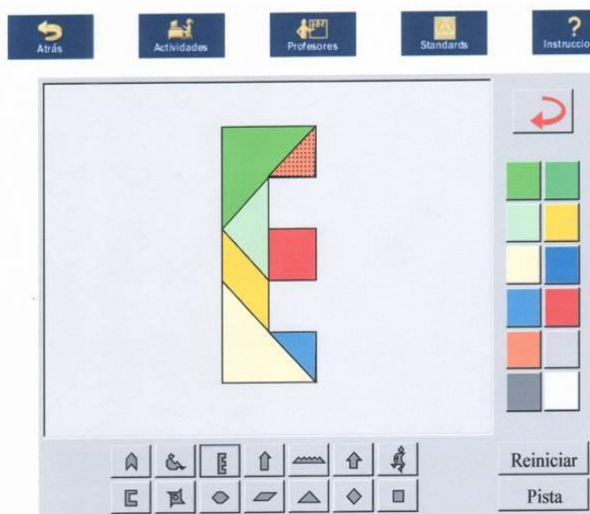 Atrás
Actividades
Profesores
Standards
Instruccio
Reiniciar
Pista